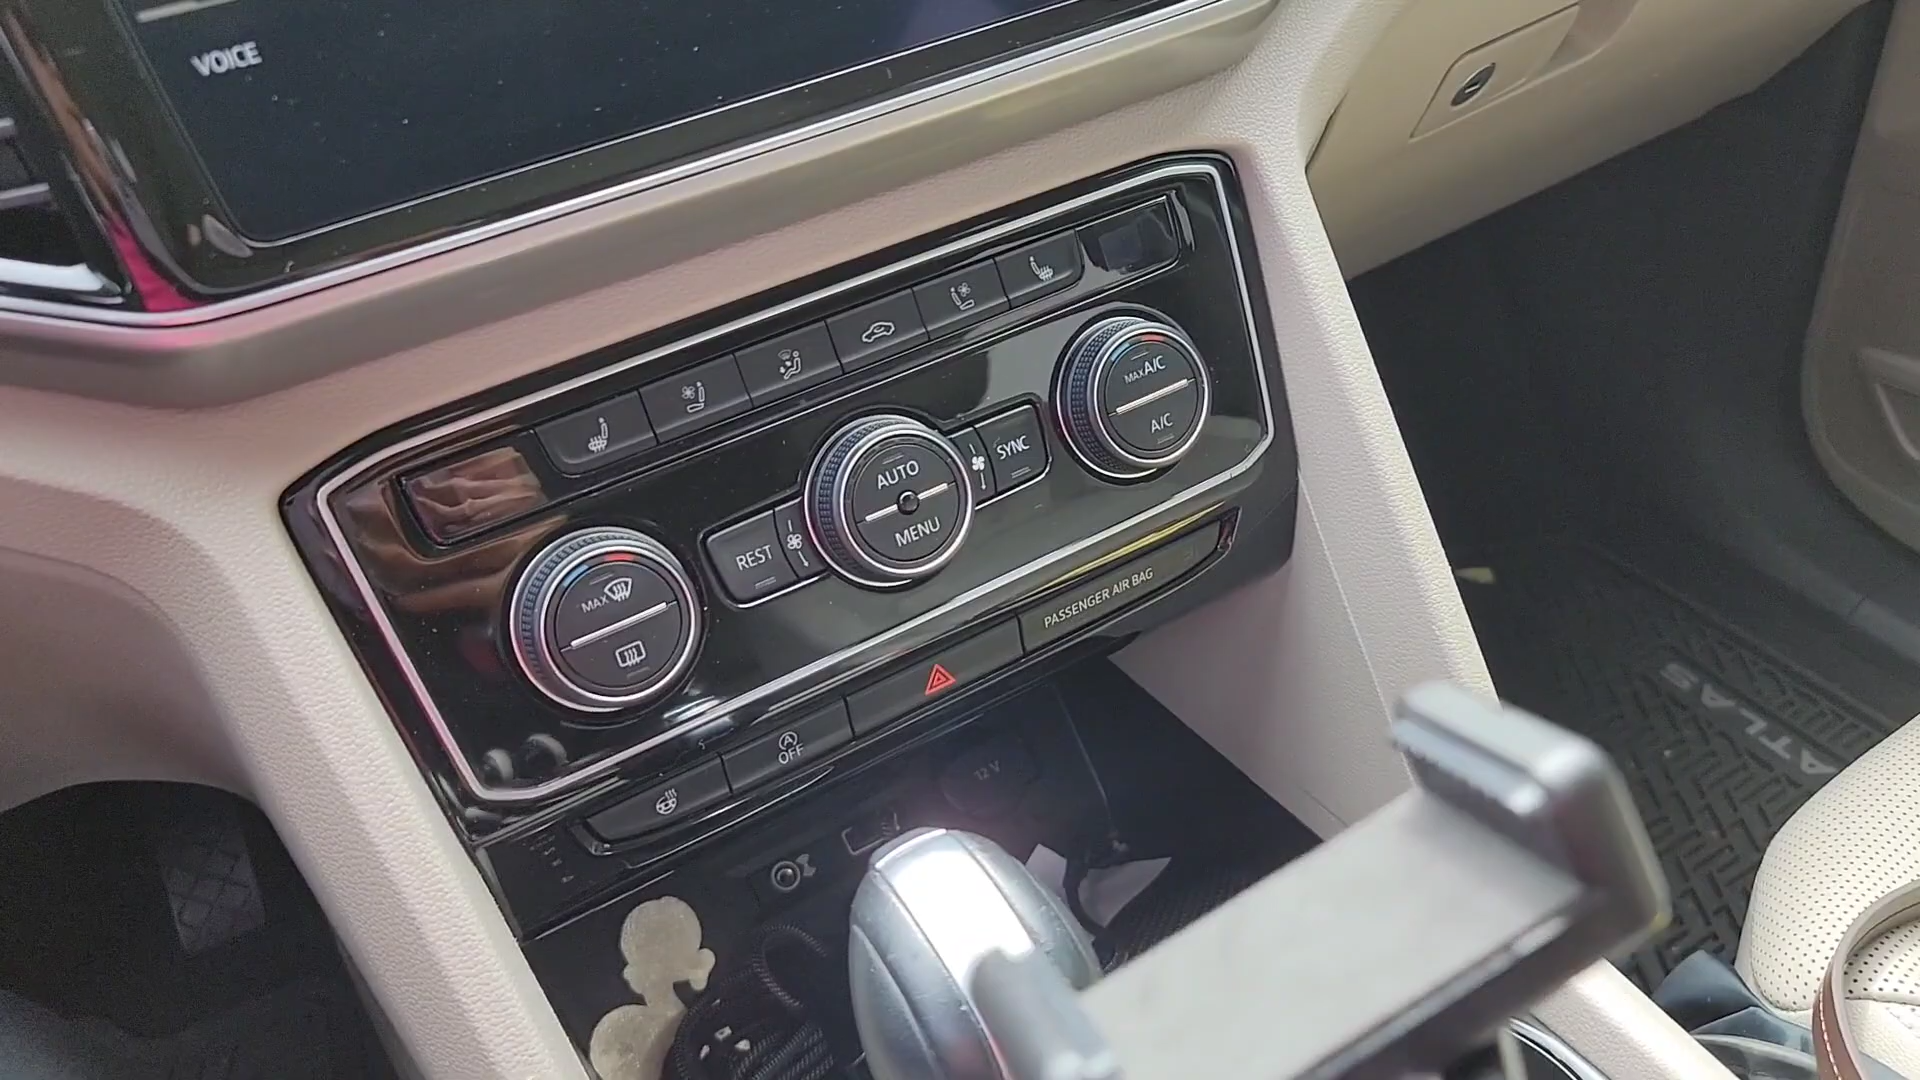 VOICE
MAX A/C
A/C
SYNC
AUTO
MENU
REST
MAX
PASSENGER AIR BAG
A
OFF
12 V
ATLAS